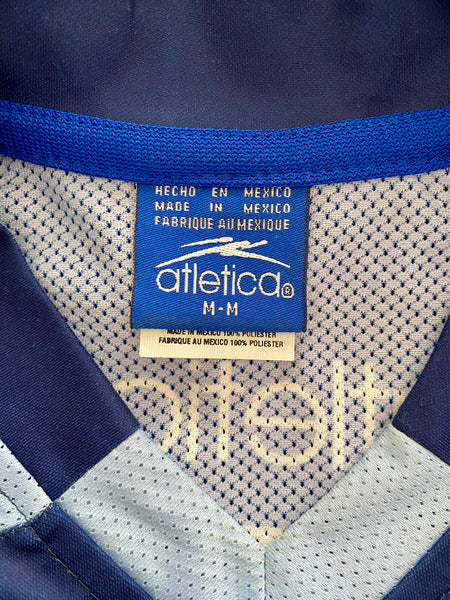 HECHO EN MEXICO
MADE IN MEXICO
FABRIQUE AU MEXIQUE
atletica®
M-M
MADE IN MEXICO 100% POLIESTER
FABRIQUE AU MEXICO 100% POLIESTER